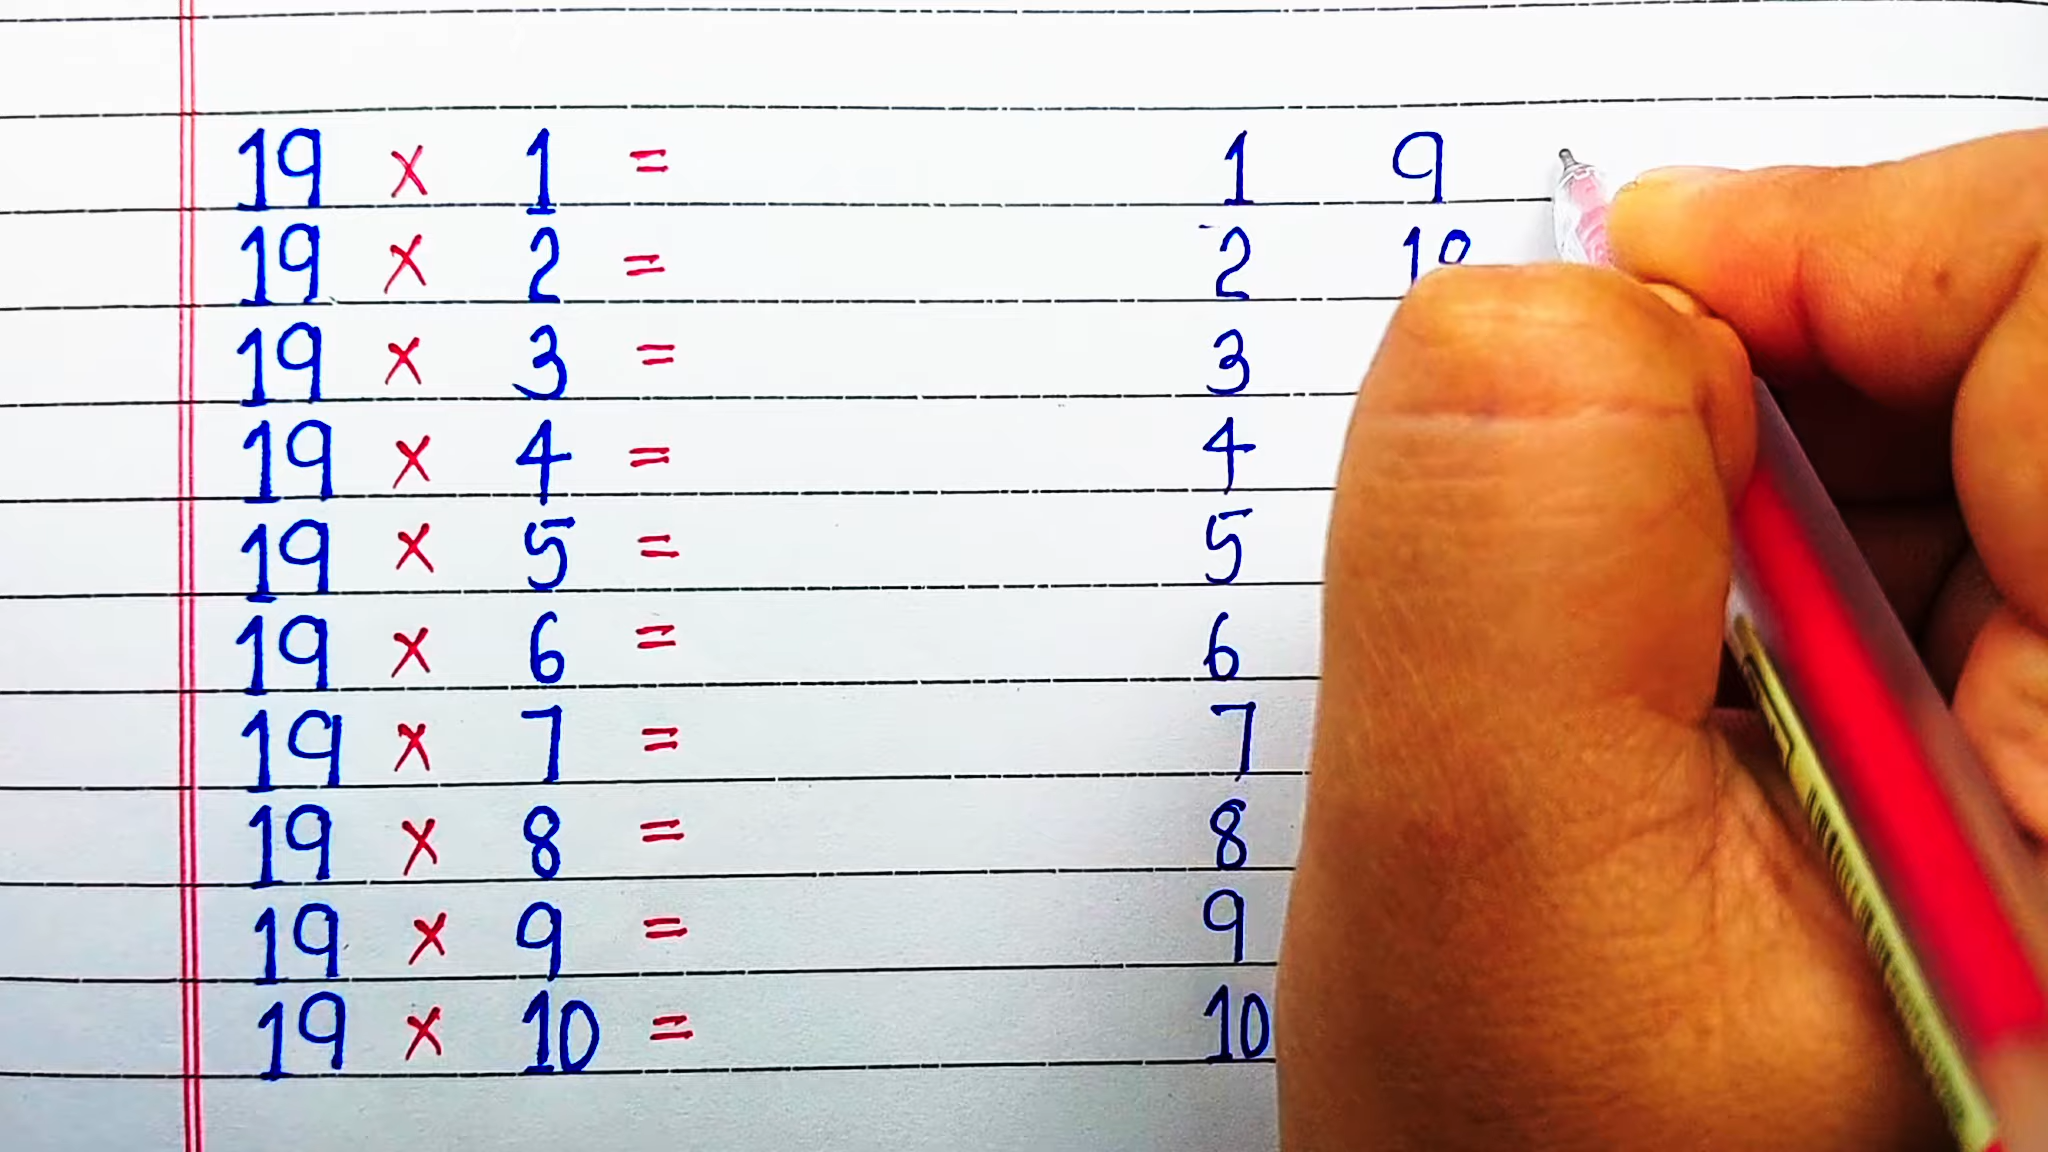 19 × 1 = 1 9
19 × 2 = 2 18
19 × 3 = 3
19 × 4 = 4
19 × 5 = 5
19 × 6 = 6
19 × 7 = 7
19 × 8 = 8
19 × 9 = 9
19 × 10 = 10